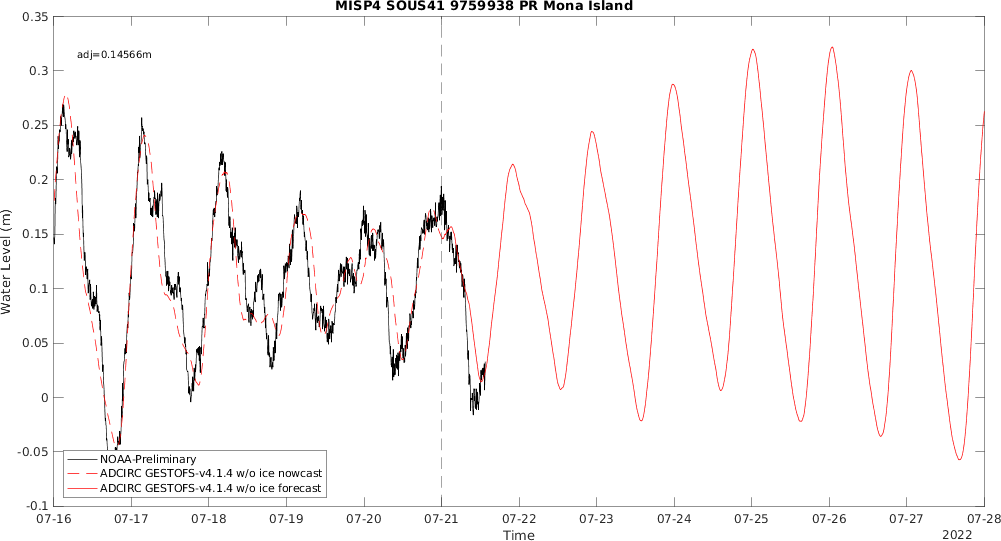 MISP4 SOUS41 9759938 PR Mona Island
adj=0.14566m
0.35
0.3
0.25
0.2
0.15
0.1
0.05
0
-0.05
-0.1
Water Level (m)
NOAA-Preliminary
ADCIRC GESTOFS-v4.1.4 w/o ice nowcast
ADCIRC GESTOFS-v4.1.4 w/o ice forecast
07-16 07-17 07-18 07-19 07-20 07-21 07-22 07-23 07-24 07-25 07-26 07-27 07-28
Time
2022